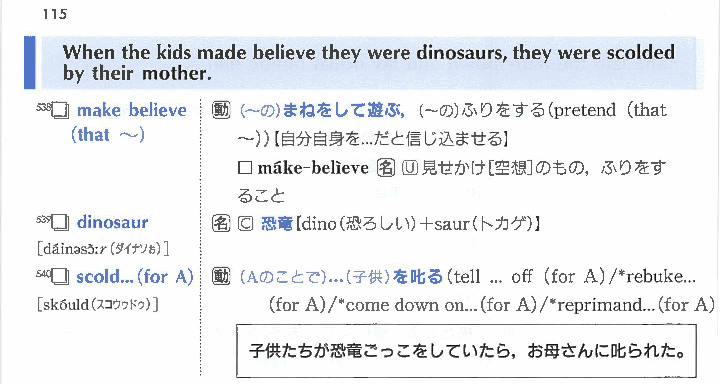 115
When the kids made believe they were dinosaurs, they were scolded
by their mother.
538 make believe 動 (〜の)まねをして遊ぶ, (〜の)ふりをする(pretend (that
(that 〜) 〜))【自分自身を...だと信じ込ませる】
□ máke-belìeve 名 U 見せかけ[空想]のもの, ふりをす
ること
539 dinosaur 名 C 恐竜【dino(恐ろしい)+saur(トカゲ)】
[dáinəsɔ̀ːr(ダイナソぉ)]
540 scold...(for A) 動 (Aのことで)...(子供)を叱る(tell ... off (for A)/*rebuke...
[skóuld(スコウゥドゥ)] (for A)/*come down on...(for A)/*reprimand...(for A)
子供たちが恐竜ごっこをしていたら, お母さんに叱られた。